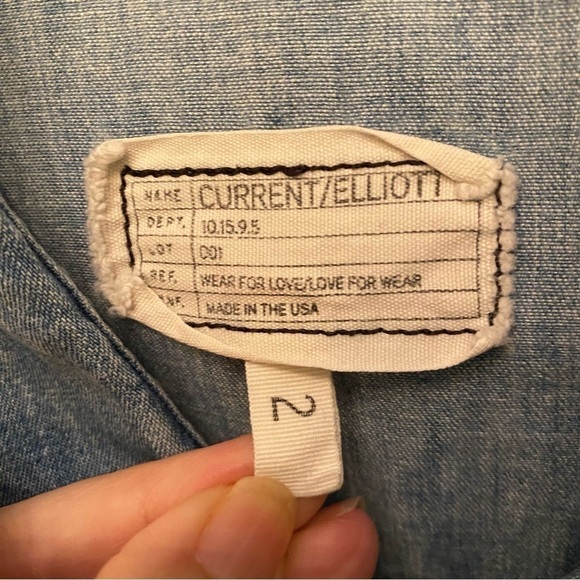 NAME CURRENT/ELLIOTT
DEPT. 10.15.9.5
LOT 001
REF. WEAR FOR LOVE/LOVE FOR WEAR
MADE IN THE USA
2